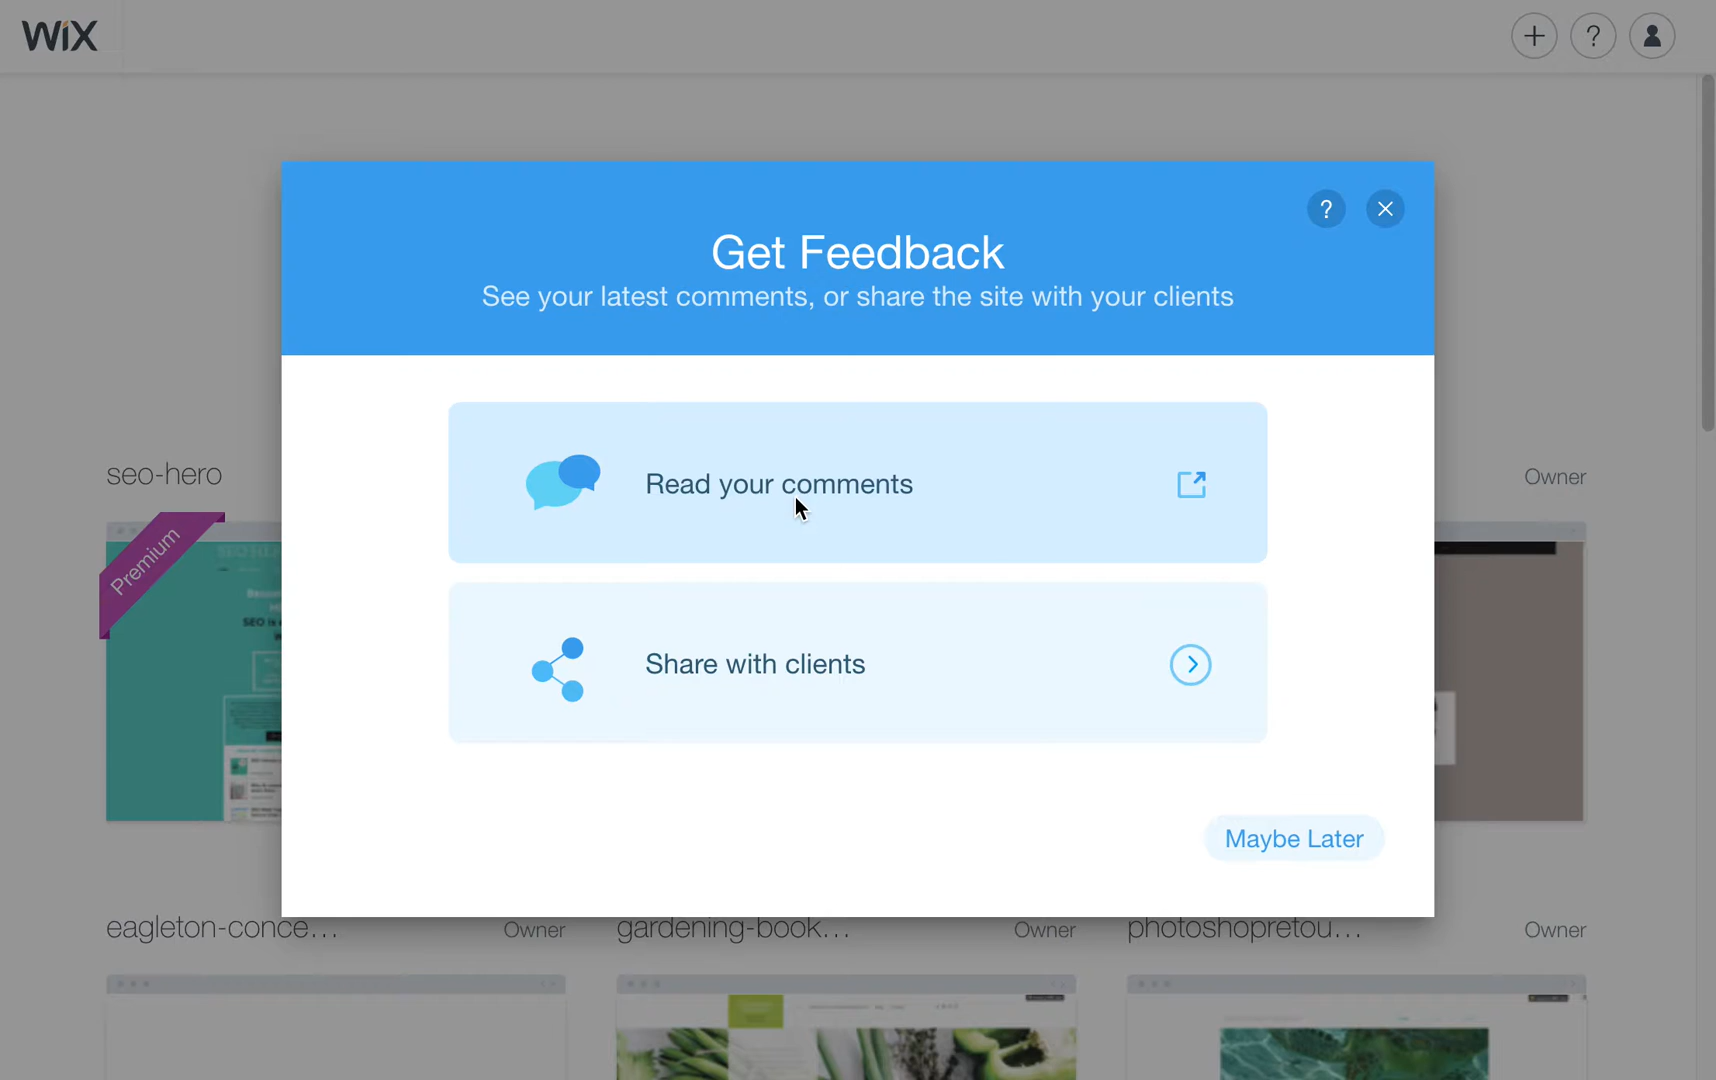 WiX
?
?
Get Feedback
See your latest comments, or share the site with your clients
Read your comments
seo-hero
Owner
Premium
Share with clients
Maybe Later
eagleton-conce...
Owner
gardening-book...
Owner
photoshopretou...
Owner